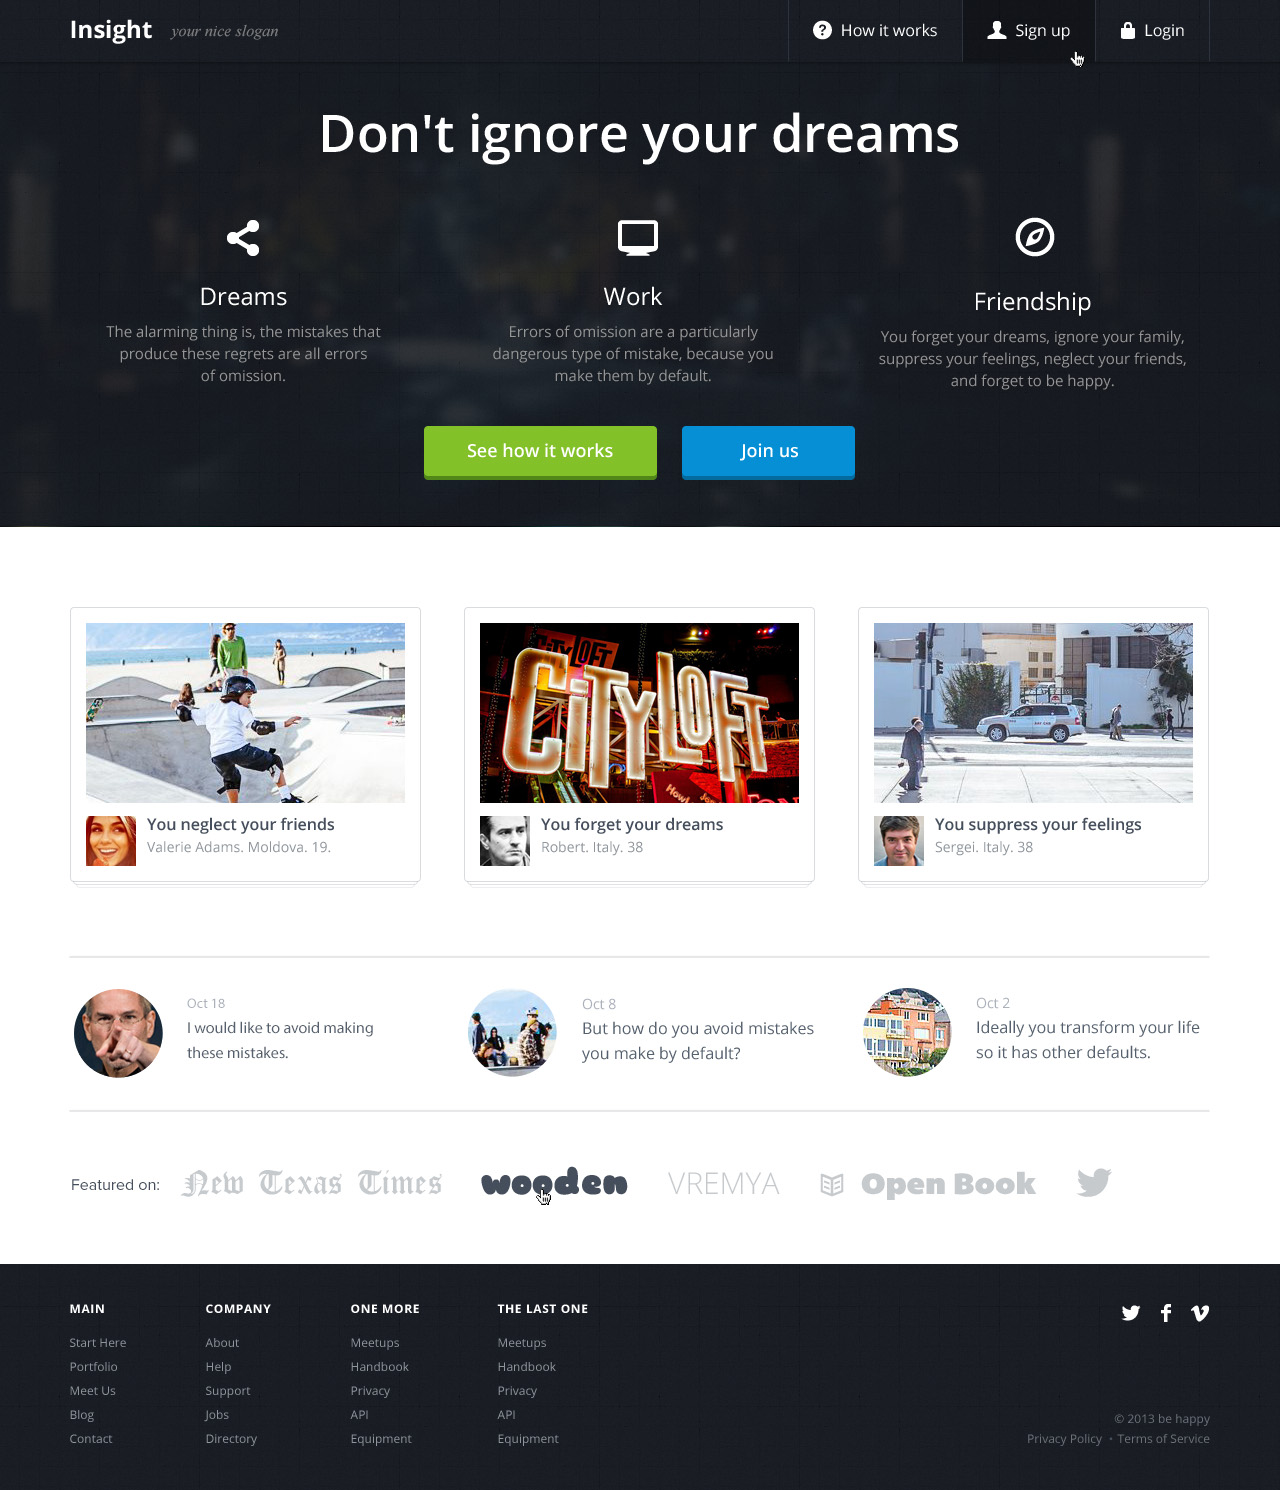 Insight your nice slogan How it works Sign up Login
Don't ignore your dreams
Dreams
The alarming thing is, the mistakes that
produce these regrets are all errors
of omission.
Work
Errors of omission are a particularly
dangerous type of mistake, because you
make them by default.
Friendship
You forget your dreams, ignore your family,
suppress your feelings, neglect your friends,
and forget to be happy.
See how it works
Join us
You neglect your friends
Valerie Adams. Moldova. 19.
CITY LOFT
CITY LOFT
You forget your dreams
Robert. Italy. 38
You suppress your feelings
Sergei. Italy. 38
Oct 18
I would like to avoid making
these mistakes.
Oct 8
But how do you avoid mistakes
you make by default?
Oct 2
Ideally you transform your life
so it has other defaults.
Featured on: New Texas Times wooden VREMYA Open Book
MAIN
Start Here
Portfolio
Meet Us
Blog
Contact
COMPANY
About
Help
Support
Jobs
Directory
ONE MORE
Meetups
Handbook
Privacy
API
Equipment
THE LAST ONE
Meetups
Handbook
Privacy
API
Equipment
© 2013 be happy
Privacy Policy · Terms of Service